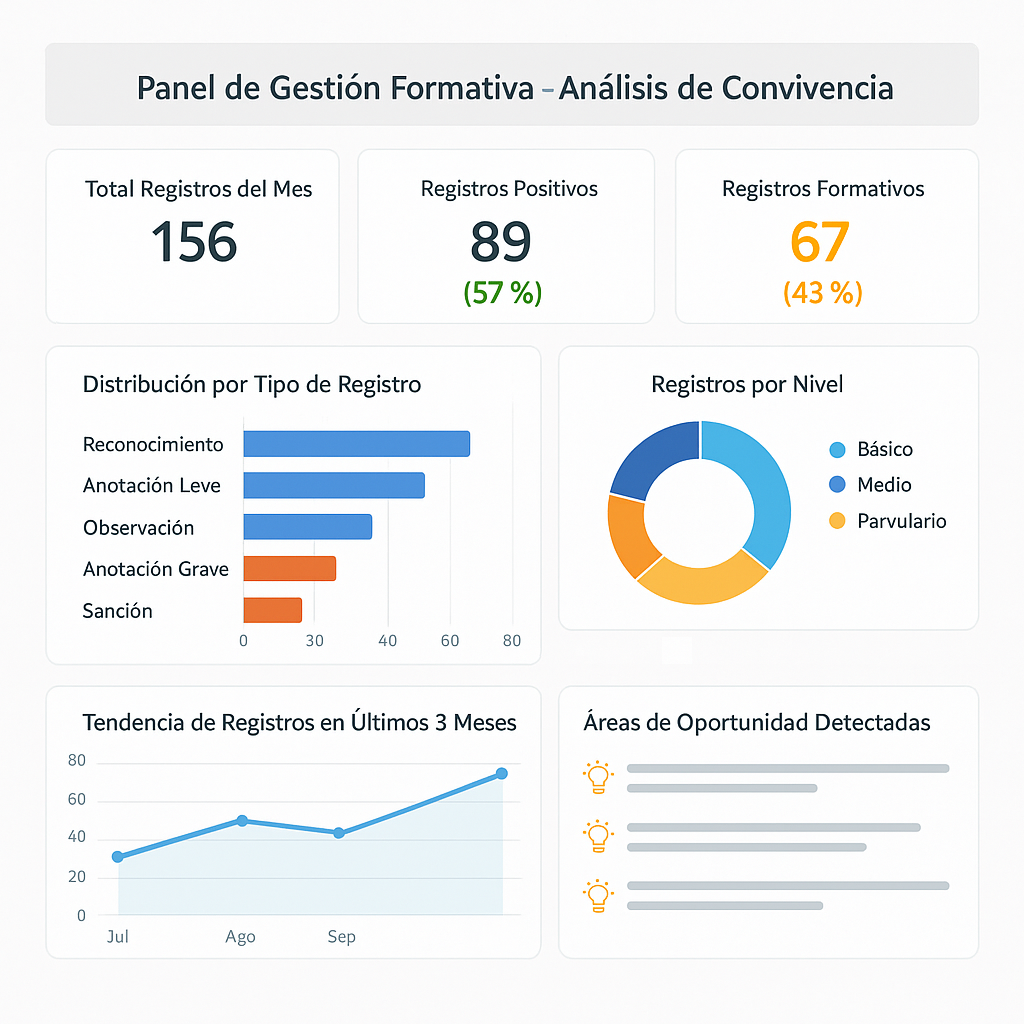 Panel de Gestión Formativa – Análisis de Convivencia
Total Registros del Mes
156
Registros Positivos
89
(57 %)
Registros Formativos
67
(43 %)
Distribución por Tipo de Registro
Reconocimiento
Anotación Leve
Observación
Anotación Grave
Sanción
0 30 40 60 80
Registros por Nivel
Básico
Medio
Parvulario
Tendencia de Registros en Últimos 3 Meses
80
60
40
20
0
Jul Ago Sep
Áreas de Oportunidad Detectadas